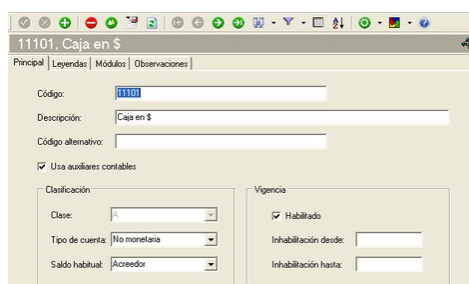 11101, Caja en $
Principal Leyendas Módulos Observaciones
Código: 11101
Descripción: Caja en $
Código alternativo:
Usa auxiliares contables
Clasificación
Clase: A
Tipo de cuenta: No monetaria
Saldo habitual: Acreedor
Vigencia
Habilitado
Inhabilitación desde:
Inhabilitación hasta: